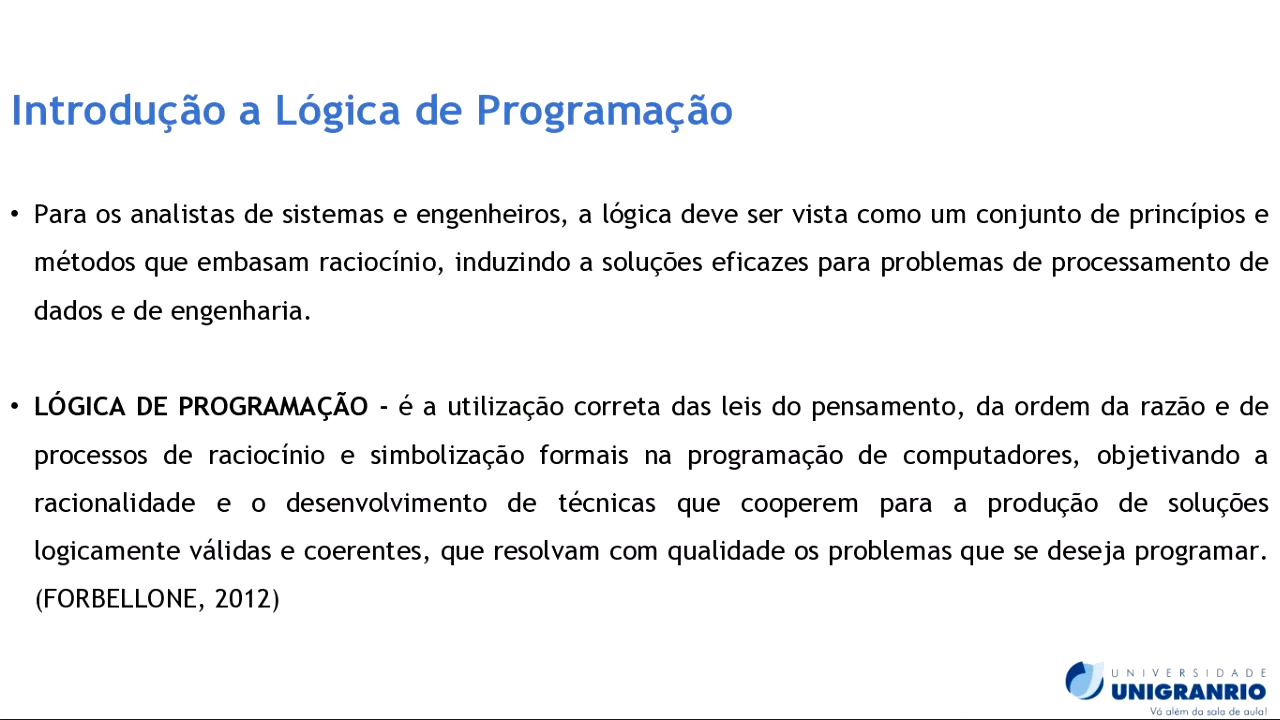 Introdução a Lógica de Programação
• Para os analistas de sistemas e engenheiros, a lógica deve ser vista como um conjunto de princípios e
métodos que embasam raciocínio, induzindo a soluções eficazes para problemas de processamento de
dados e de engenharia.
• LÓGICA DE PROGRAMAÇÃO - é a utilização correta das leis do pensamento, da ordem da razão e de
processos de raciocínio e simbolização formais na programação de computadores, objetivando a
racionalidade e o desenvolvimento de técnicas que cooperem para a produção de soluções
logicamente válidas e coerentes, que resolvam com qualidade os problemas que se deseja programar.
(FORBELLONE, 2012)
UNIVERSIDADE
UNIGRANRIO
Vá além da sala de aula!